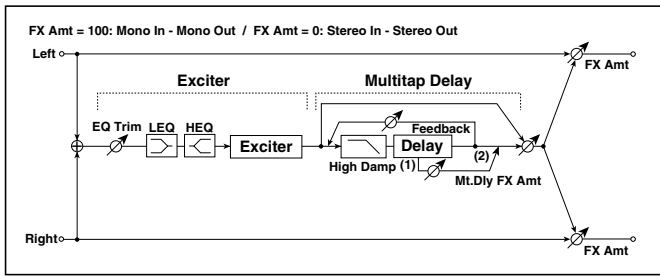 FX Amt = 100: Mono In - Mono Out / FX Amt = 0: Stereo In - Stereo Out
Left
FX Amt
Exciter
Multitap Delay
EQ Trim
LEQ
HEQ
Feedback
Exciter
Delay
High Damp
(1)
(2)
Mt.Dly FX Amt
Right
FX Amt